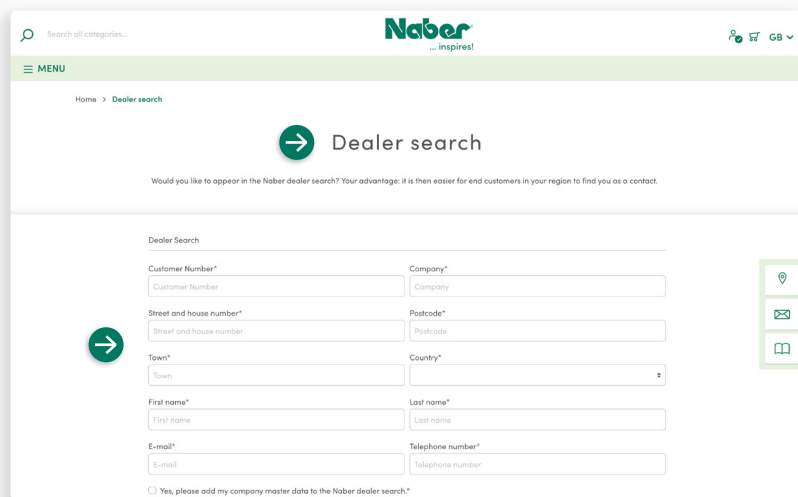 Search all categories...
Naber
... inspires!
GB
MENU
Home > Dealer search
Dealer search
Would you like to appear in the Naber dealer search? Your advantage: it is then easier for end customers in your region to find you as a contact.
Dealer Search
Customer Number* Company*
Customer Number Company
Street and house number* Postcode*
Street and house number Postcode
Town* Country*
Town
First name* Last name*
First name Last name
E-mail* Telephone number*
E-mail Telephone number
Yes, please add my company master data to the Naber dealer search.*